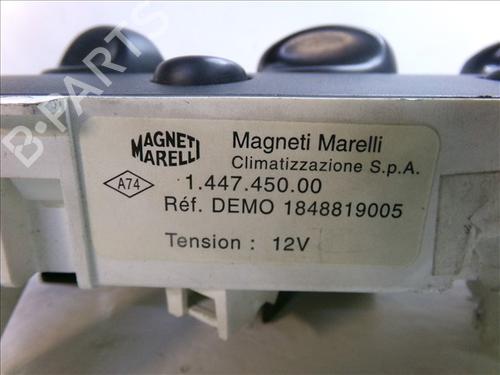 B-PARTS
MAGNETI
MARELLI
Magneti Marelli
Climatizzazione S.p.A.
A74
1.447.450.00
Réf. DEMO 1848819005
Tension : 12V